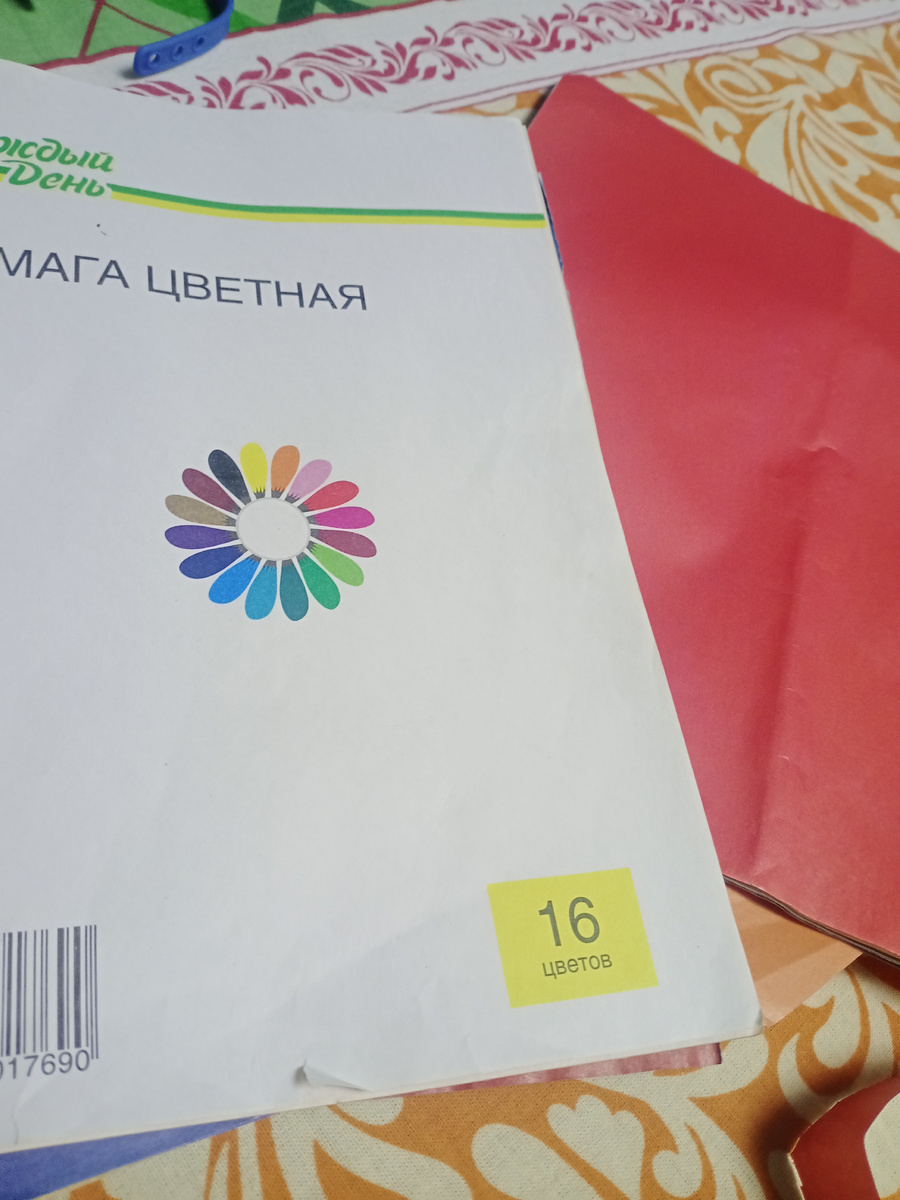 ждый
День
МАГА ЦВЕТНАЯ
16
цветов
017690